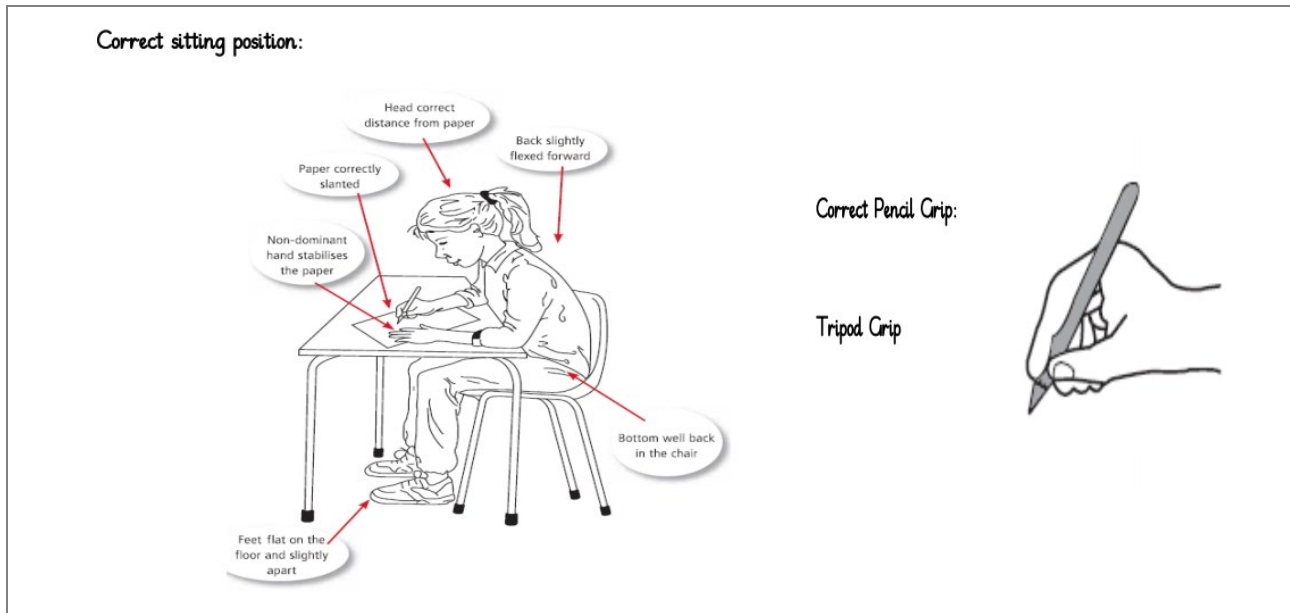 Correct sitting position:
Head correct
distance from paper
Back slightly
flexed forward
Paper correctly
slanted
Non-dominant
hand stabilises
the paper
Bottom well back
in the chair
Feet flat on the
floor and slightly
apart
Correct Pencil Grip:
Tripod Grip